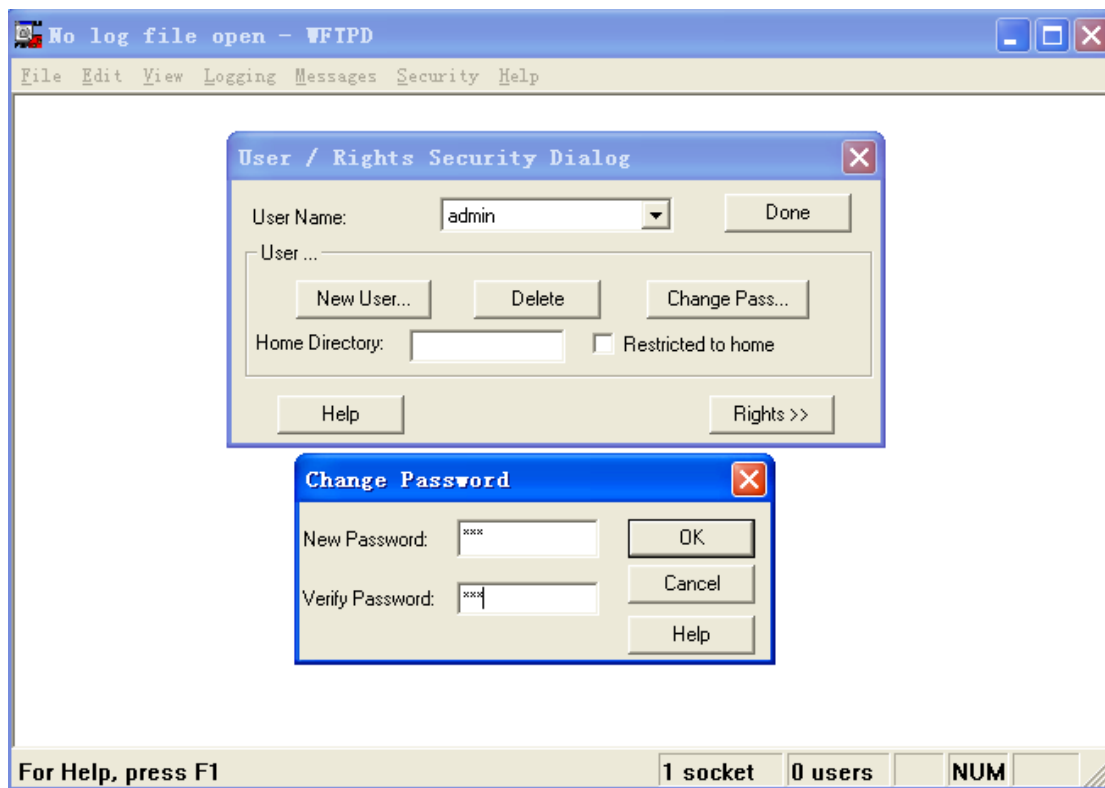 No log file open - WFTPD
File Edit View Logging Messages Security Help
User / Rights Security Dialog
User Name: admin Done
User ...
New User... Delete Change Pass...
Home Directory: Restricted to home
Help Rights >>
Change Password
New Password: *** OK
Cancel
Verify Password: ***
Help
For Help, press F1 1 socket 0 users NUM